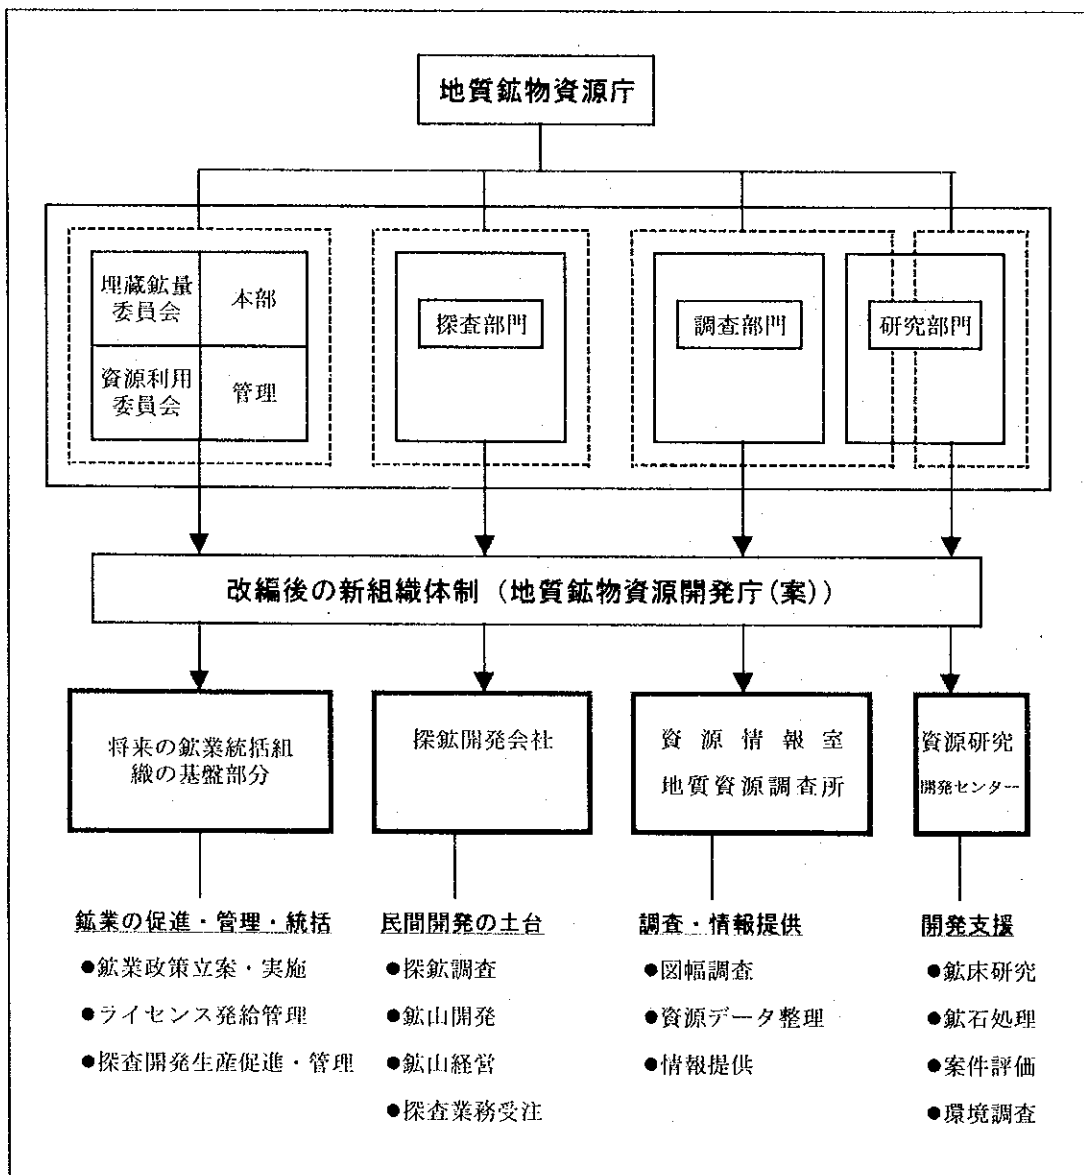 地質鉱物資源庁
埋蔵鉱量
委員会
本部
資源利用
委員会
管理
探査部門
調査部門
研究部門
改編後の新組織体制（地質鉱物資源開発庁(案)）
将来の鉱業統括組
織の基盤部分
探鉱開発会社
資源情報室
地質資源調査所
資源研究
開発センター
鉱業の促進・管理・統括
●鉱業政策立案・実施
●ライセンス発給管理
●探査開発生産促進・管理
民間開発の土台
●探鉱調査
●鉱山開発
●鉱山経営
●探査業務受注
調査・情報提供
●図幅調査
●資源データ整理
●情報提供
開発支援
●鉱床研究
●鉱石処理
●案件評価
●環境調査